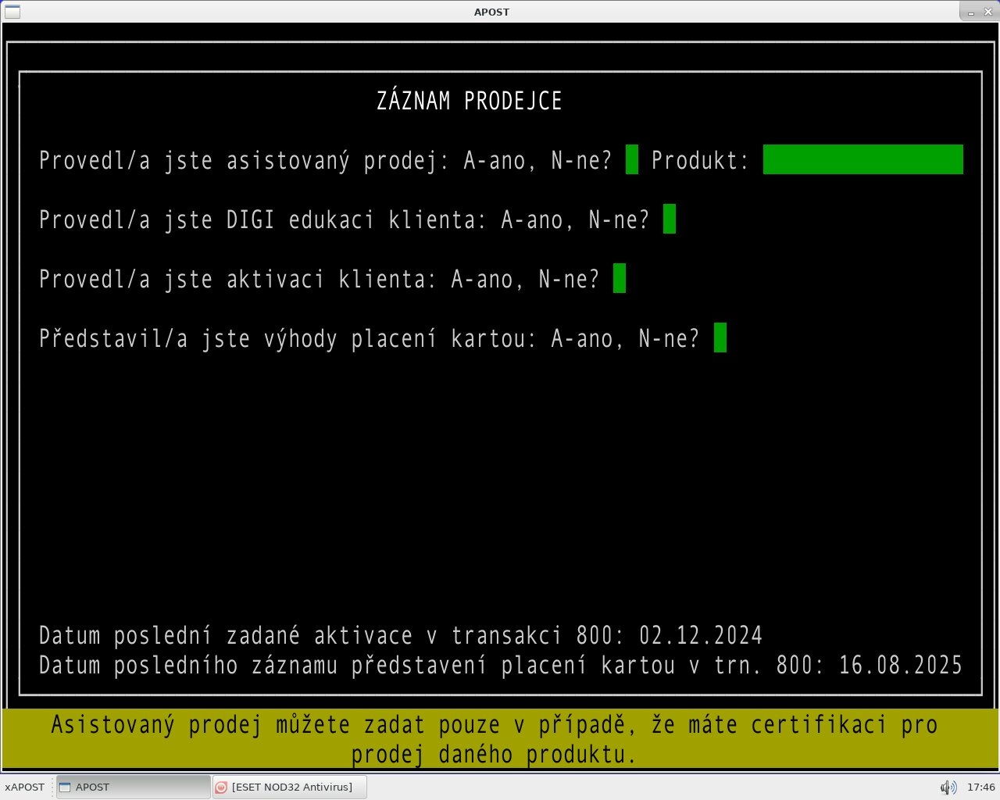 APOST
ZÁZNAM PRODEJCE
Provedl/a jste asistovaný prodej: A-ano, N-ne? Produkt:
Provedl/a jste DIGI edukaci klienta: A-ano, N-ne?
Provedl/a jste aktivaci klienta: A-ano, N-ne?
Představil/a jste výhody placení kartou: A-ano, N-ne?
Datum poslední zadané aktivace v transakci 800: 02.12.2024
Datum posledního záznamu představení placení kartou v trn. 800: 16.08.2025
Asistovaný prodej můžete zadat pouze v případě, že máte certifikaci pro
prodej daného produktu.
xAPOST APOST [ESET NOD32 Antivirus] 17:46